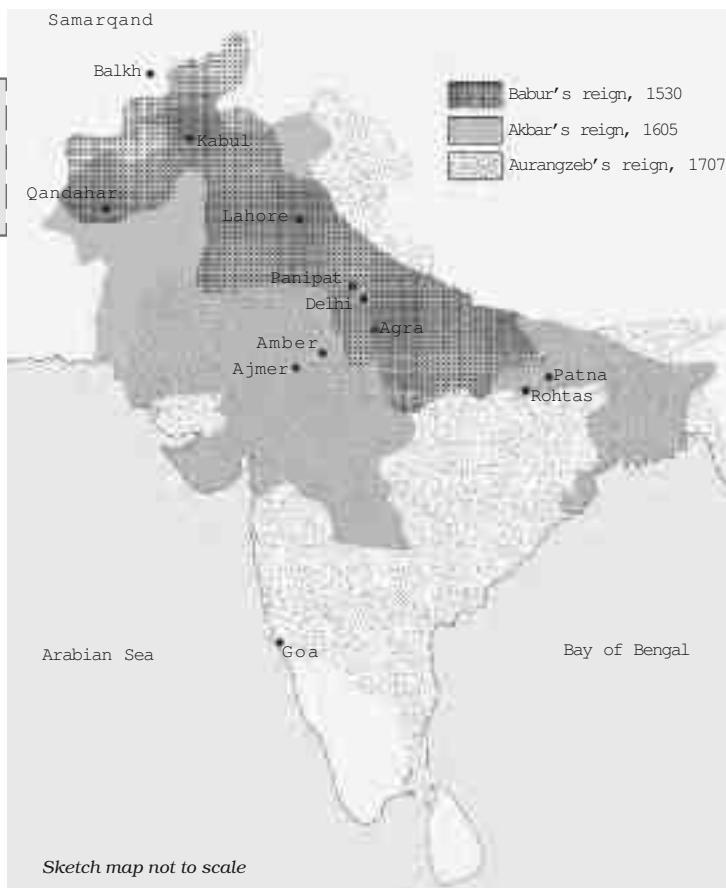 Samarqand
Balkh
Babur's reign, 1530
Akbar's reign, 1605
Kabul
Aurangzeb's reign, 1707
Qandahar
Lahore
Panipat
Delhi
Agra
Amber
Ajmer
Patna
Rohtas
Goa
Arabian Sea
Bay of Bengal
Sketch map not to scale